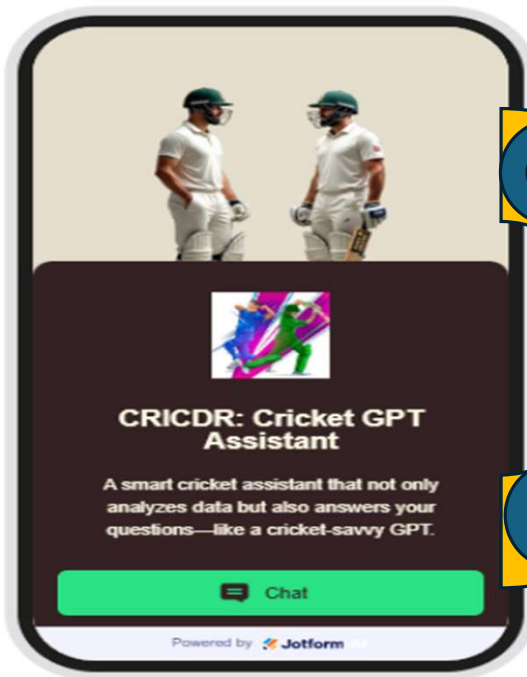 CRICDR: Cricket GPT
Assistant
A smart cricket assistant that not only
analyzes data but also answers your
questions—like a cricket-savvy GPT.
Chat
Powered by Jotform